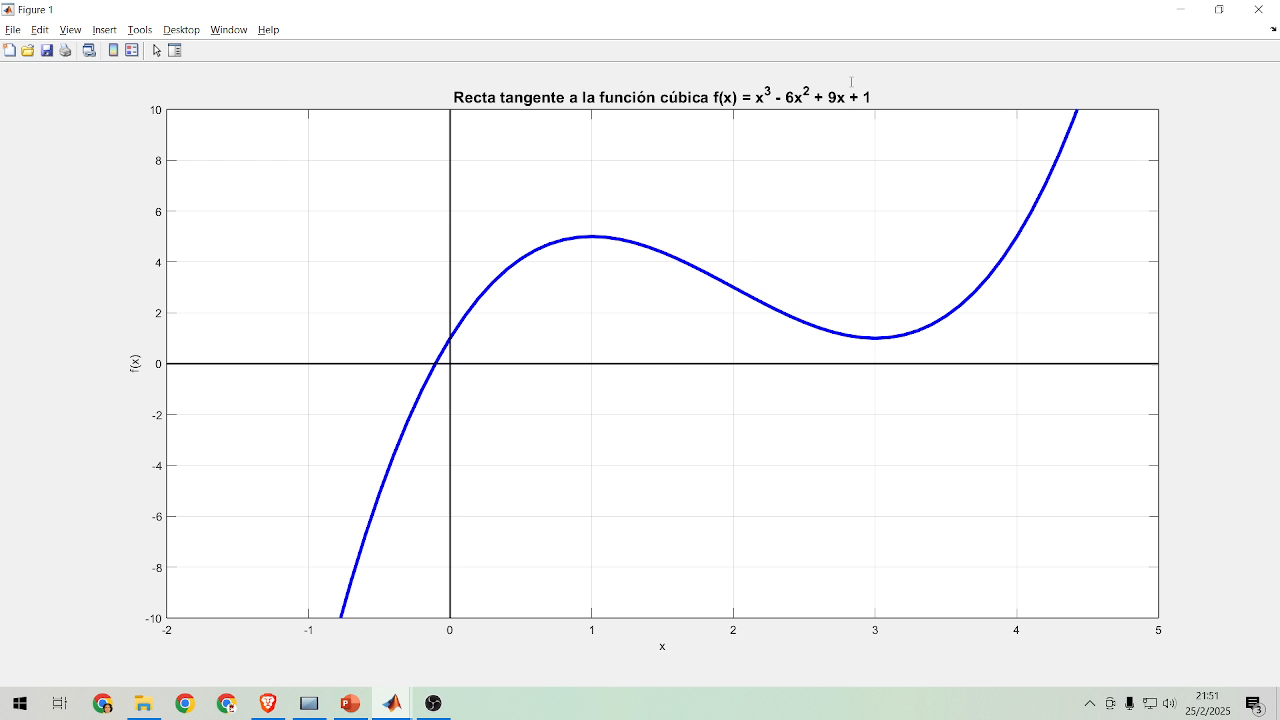 Figure 1
File Edit View Insert Tools Desktop Window Help
Recta tangente a la función cúbica f(x) = x³ - 6x² + 9x + 1
10
8
6
4
2
0
-2
-4
-6
-8
-10
f(x)
-2 -1 0 1 2 3 4 5
x
21:51
25/2/2025
3